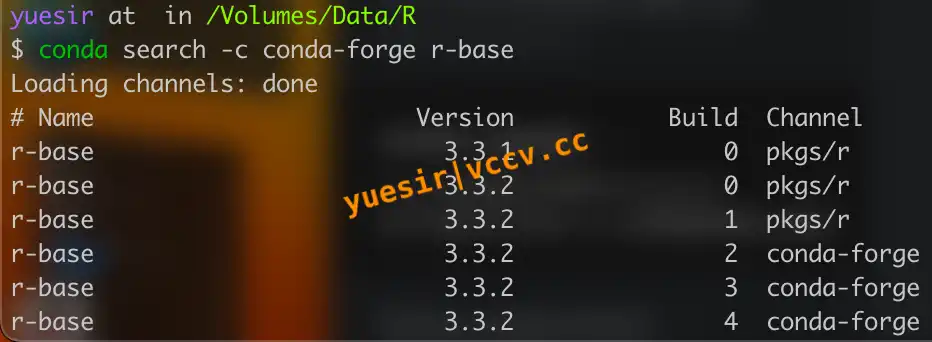 yuesir at  in /Volumes/Data/R
$ conda search -c conda-forge r-base
Loading channels: done
# Name                       Version           Build  Channel
r-base                         3.3.1               0  pkgs/r
r-base                         3.3.2               0  pkgs/r
r-base                         3.3.2               1  pkgs/r
r-base                         3.3.2               2  conda-forge
r-base                         3.3.2               3  conda-forge
r-base                         3.3.2               4  conda-forge
yuesir|vccv.cc